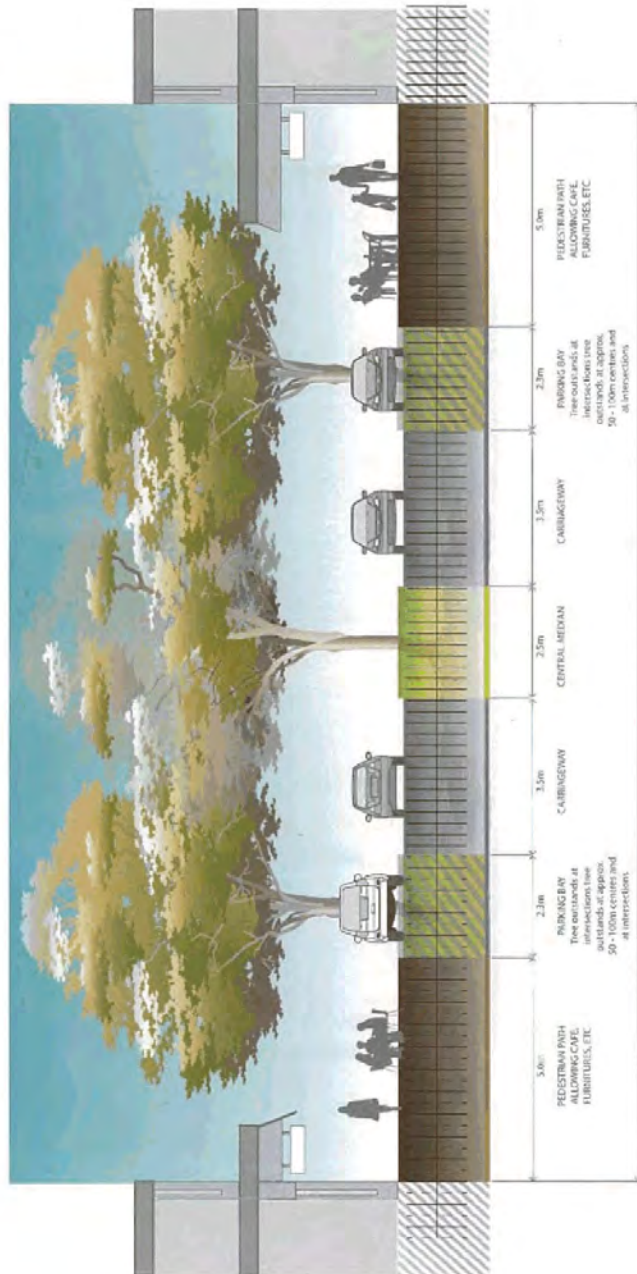 5.0m
2.3m
3.5m
2.5m
3.5m
2.3m
5.0m
PEDESTRIAN PATH
ALLOWING CAFE,
FURNITURES, ETC
PARKING BAY
Tree outstands at
intersections tree
outstands at approx.
50 - 100m centres and
at intersections
CARRIAGEWAY
CENTRAL MEDIAN
CARRIAGEWAY
PARKING BAY
Tree outstands at
intersections tree
outstands at approx.
50 - 100m centres and
at intersections
PEDESTRIAN PATH
ALLOWING CAFE,
FURNITURES, ETC